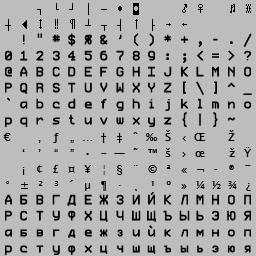 ┐ └ ┘ │ ─ • ◘ ♂ ♀ ♫ ※
┼ ◄ ↕ ‼ ¶ ┴ ┬ ┤ ↑ ├ → ←
! " # $ % & ' ( ) * + , - . /
0 1 2 3 4 5 6 7 8 9 : ; < = > ?
@ A B C D E F G H I J K L M N O
P Q R S T U V W X Y Z [ \ ] ^ _
` a b c d e f g h i j k l m n o
p q r s t u v w x y z { | } ~
€ ‚ ƒ „ … † ‡ ˆ ‰ Š ‹ Œ Ž
‘ ’ “ ” • – — ˜ ™ š › œ ž Ÿ
¡ ¢ £ ¤ ¥ ¦ § ¨ © ª « ¬ - ® ¯
° ± ² ³ ´ µ ¶ · ¸ ¹ º » ¼ ½ ¾ ¿
А Б В Г Д Е Ж З И Й К Л М Н О П
Р С Т У Ф Х Ц Ч Ш Щ Ъ Ы Ь Э Ю Я
а б в г д е ж з и й к л м н о п
р с т у ф х ц ч ш щ ъ ы ь э ю я